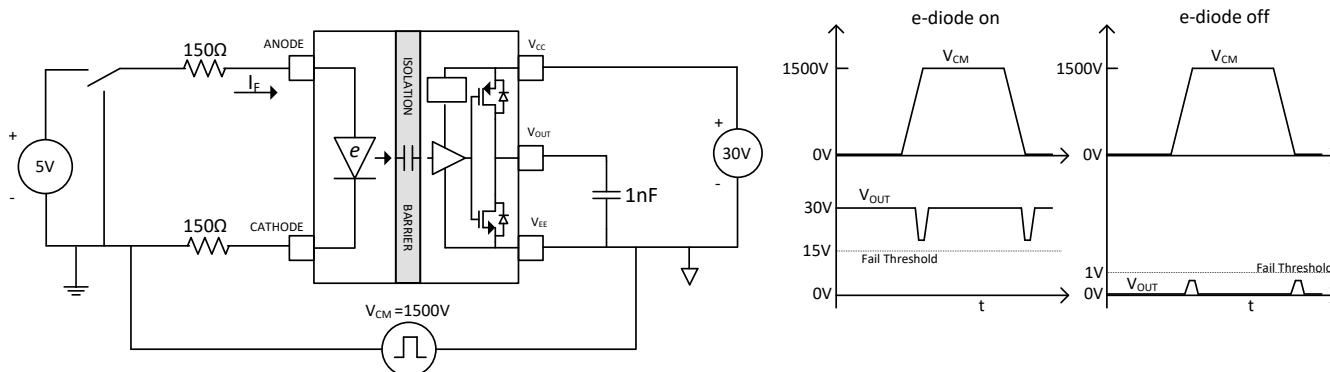 150Ω
ANODE
I_F
+
5V
-
150Ω
CATHODE
e
ISOLATION
BARRIER
V_CC
V_OUT
V_EE
1nF
+
30V
-
V_CM =1500V
e-diode on
1500V
V_CM
0V
V_OUT
30V
15V
Fail Threshold
0V
t
e-diode off
1500V
V_CM
0V
1V
Fail Threshold
V_OUT
0V
t